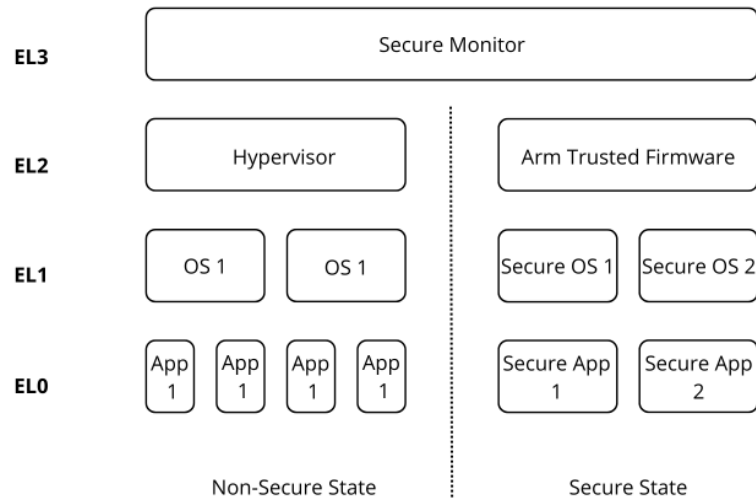 EL3
Secure Monitor
EL2
Hypervisor
Arm Trusted Firmware
EL1
OS 1
OS 1
Secure OS 1
Secure OS 2
EL0
App
1
App
1
App
1
App
1
Secure App
1
Secure App
2
Non-Secure State
Secure State